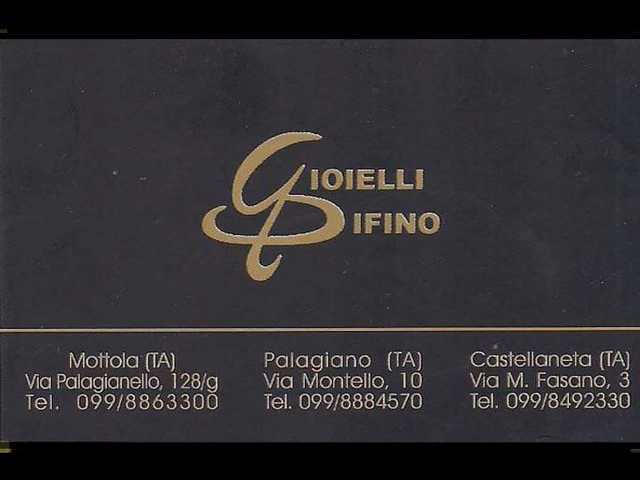 GIOIELLI
DIFINO
Mottola (TA)
Via Palagianello, 128/g
Tel. 099/8863300
Palagiano (TA)
Via Montello, 10
Tel. 099/8884570
Castellaneta (TA)
Via M. Fasano, 3
Tel. 099/8492330